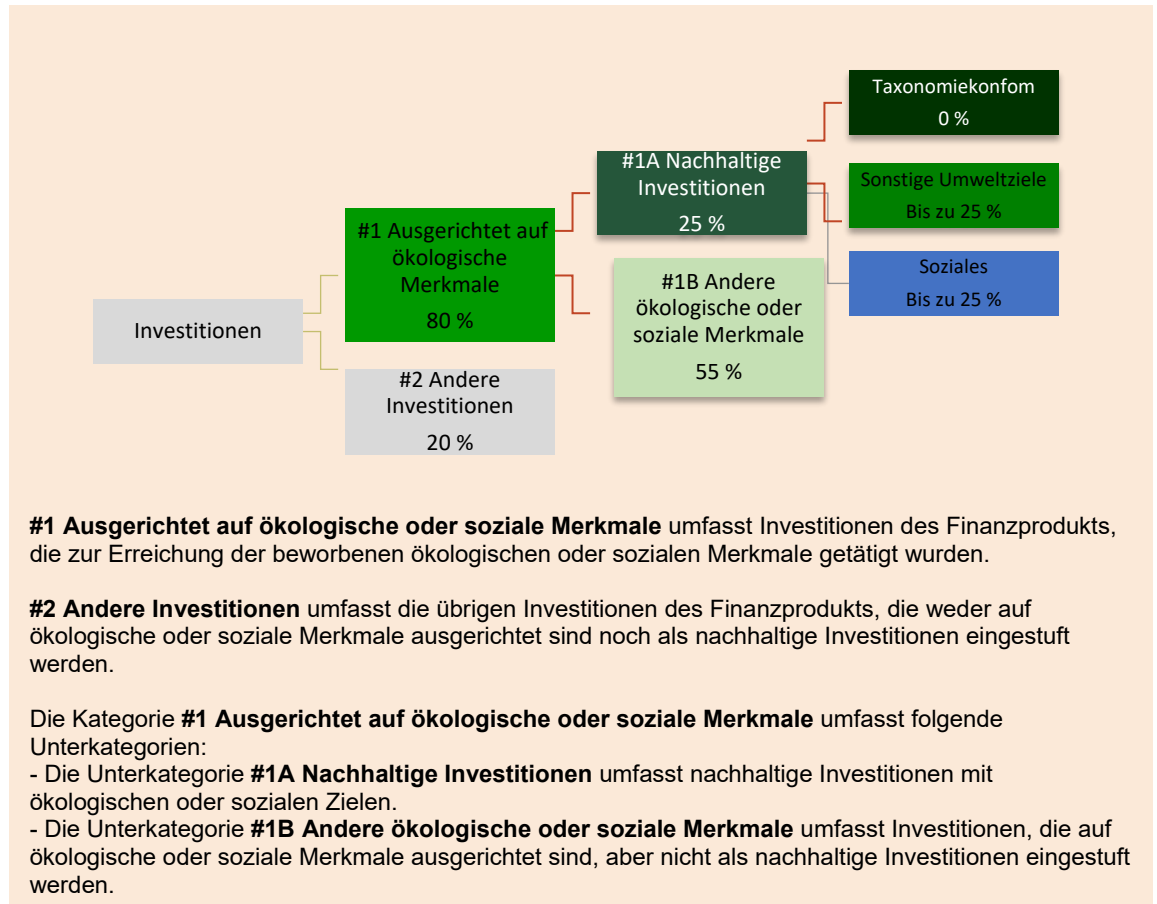 Taxonomiekonfom
0 %
#1A Nachhaltige
Investitionen
25 %
Sonstige Umweltziele
Bis zu 25 %
#1 Ausgerichtet auf
ökologische
Merkmale
80 %
Soziales
Bis zu 25 %
#1B Andere
ökologische oder
soziale Merkmale
55 %
Investitionen
#2 Andere
Investitionen
20 %
#1 Ausgerichtet auf ökologische oder soziale Merkmale umfasst Investitionen des Finanzprodukts,
die zur Erreichung der beworbenen ökologischen oder sozialen Merkmale getätigt wurden.
#2 Andere Investitionen umfasst die übrigen Investitionen des Finanzprodukts, die weder auf
ökologische oder soziale Merkmale ausgerichtet sind noch als nachhaltige Investitionen eingestuft
werden.
Die Kategorie #1 Ausgerichtet auf ökologische oder soziale Merkmale umfasst folgende
Unterkategorien:
- Die Unterkategorie #1A Nachhaltige Investitionen umfasst nachhaltige Investitionen mit
ökologischen oder sozialen Zielen.
- Die Unterkategorie #1B Andere ökologische oder soziale Merkmale umfasst Investitionen, die auf
ökologische oder soziale Merkmale ausgerichtet sind, aber nicht als nachhaltige Investitionen eingestuft
werden.